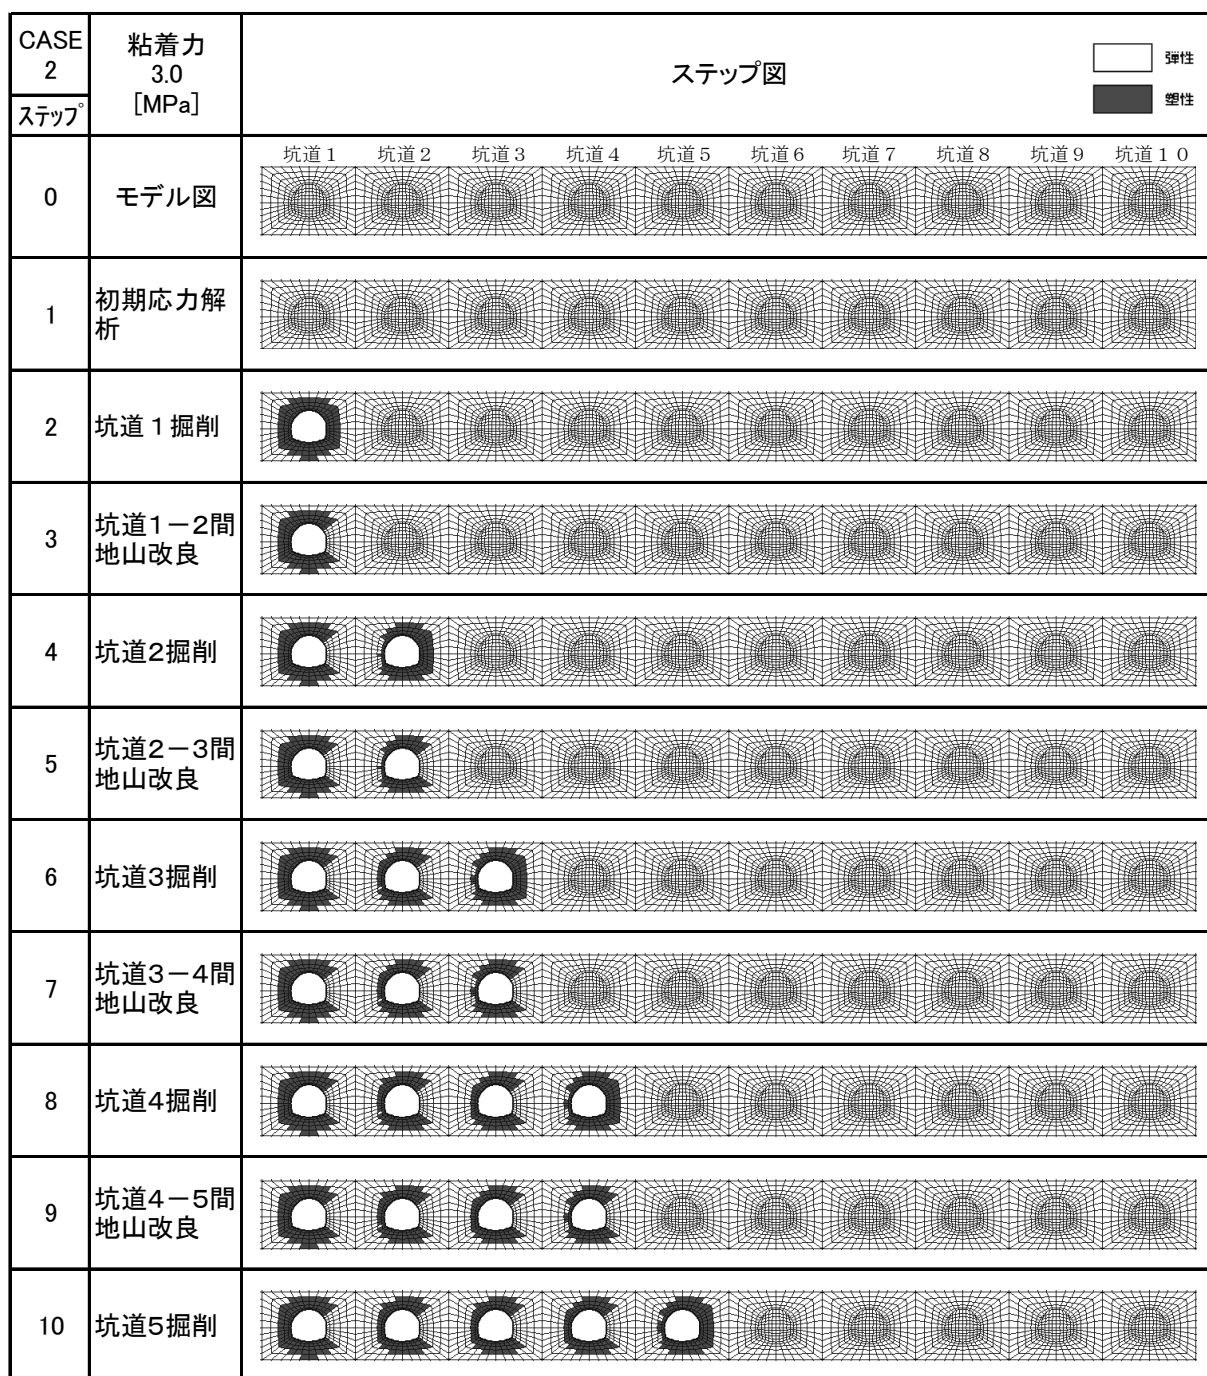 CASE
2
ステップ
粘着力
3.0
[MPa]
ステップ図
弾性
塑性
0
モデル図
坑道１ 坑道２ 坑道３ 坑道４ 坑道５ 坑道６ 坑道７ 坑道８ 坑道９ 坑道１０
1
初期応力解
析
2
坑道１掘削
3
坑道1－2間
地山改良
4
坑道2掘削
5
坑道2－3間
地山改良
6
坑道3掘削
7
坑道3－4間
地山改良
8
坑道4掘削
9
坑道4－5間
地山改良
10
坑道5掘削